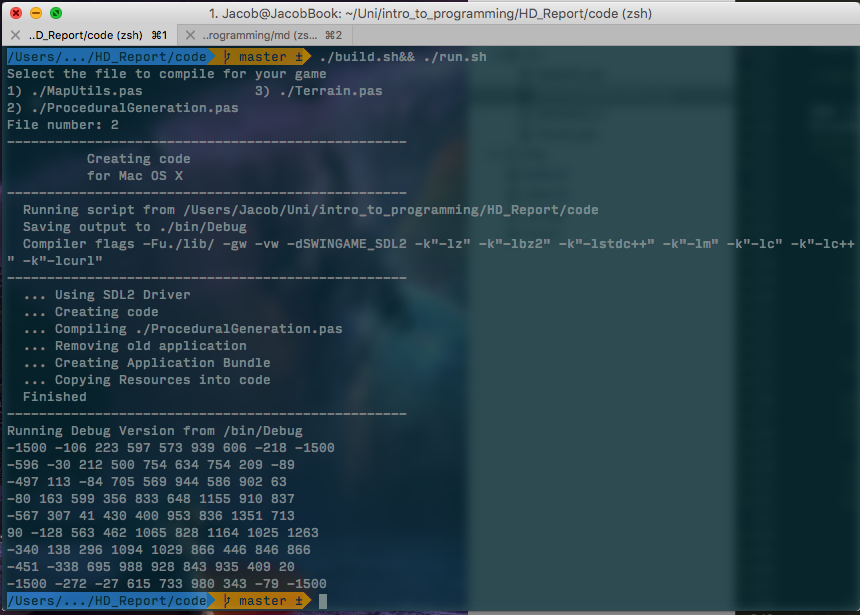 1. Jacob@JacobBook: ~/Uni/intro_to_programming/HD_Report/code (zsh)
..D_Report/code (zsh) ⌘1 ..rogramming/md (zs... ⌘2
/Users/.../HD_Report/code master ± ./build.sh&& ./run.sh
Select the file to compile for your game
1) ./MapUtils.pas 3) ./Terrain.pas
2) ./ProceduralGeneration.pas
File number: 2
--------------------------------------------------
Creating code
for Mac OS X
--------------------------------------------------
Running script from /Users/Jacob/Uni/intro_to_programming/HD_Report/code
Saving output to ./bin/Debug
Compiler flags -Fu./lib/ -gw -vw -dSWINGAME_SDL2 -k"-lz" -k"-lbz2" -k"-lstdc++" -k"-lm" -k"-lc" -k"-lc++
" -k"-lcurl"
--------------------------------------------------
... Using SDL2 Driver
... Creating code
... Compiling ./ProceduralGeneration.pas
... Removing old application
... Creating Application Bundle
... Copying Resources into code
Finished
--------------------------------------------------
Running Debug Version from /bin/Debug
-1500 -106 223 597 573 939 606 -218 -1500
-596 -30 212 500 754 634 754 209 -89
-497 113 -84 705 569 944 586 902 63
-80 163 599 356 833 648 1155 910 837
-567 307 41 430 400 953 836 1351 713
90 -128 563 462 1065 828 1164 1025 1263
-340 138 296 1094 1029 866 446 846 866
-451 -338 695 988 928 843 935 409 20
-1500 -272 -27 615 733 980 343 -79 -1500
/Users/.../HD_Report/code master ±